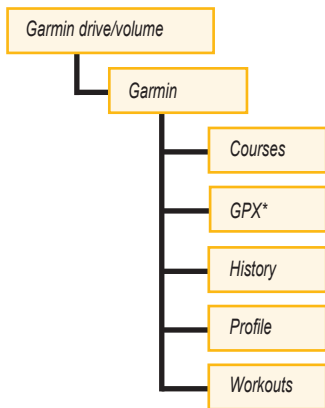 Garmin drive/volume
Garmin
Courses
GPX*
History
Profile
Workouts